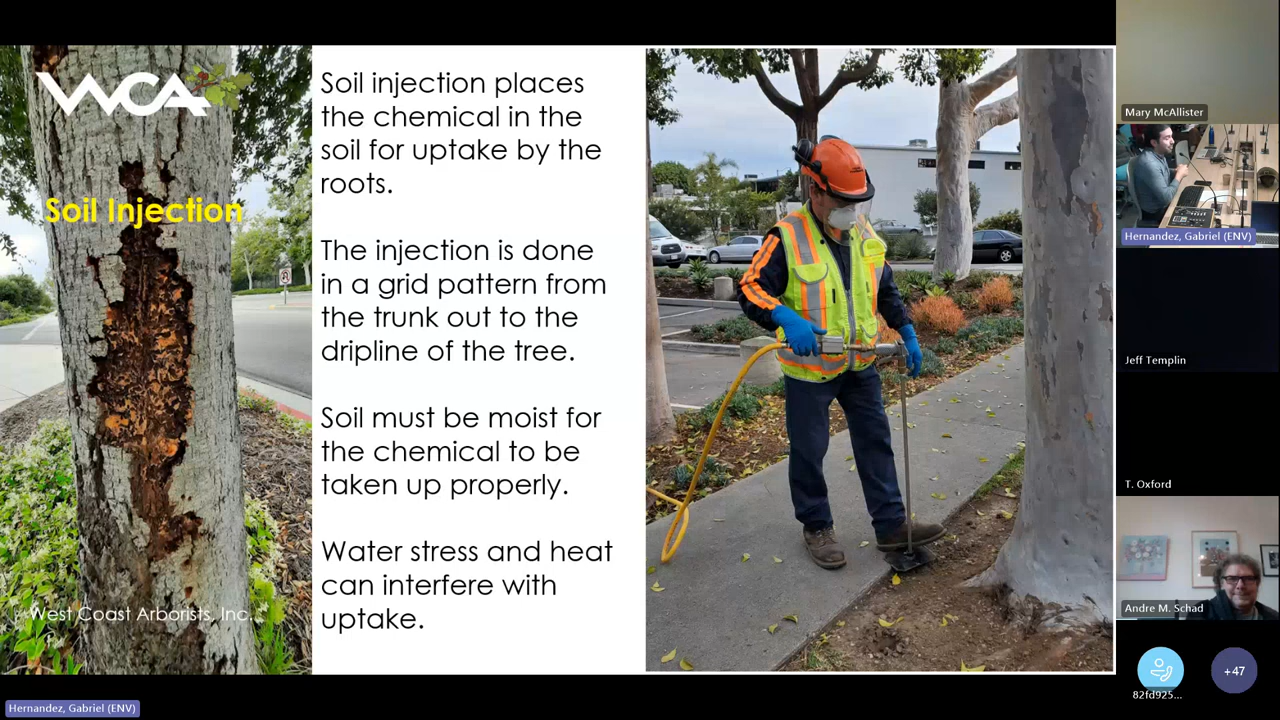 WCA
Soil Injection
West Coast Arborists, Inc.
Soil injection places
the chemical in the
soil for uptake by the
roots.
The injection is done
in a grid pattern from
the trunk out to the
dripline of the tree.
Soil must be moist for
the chemical to be
taken up properly.
Water stress and heat
can interfere with
uptake.
Mary McAllister
Hernandez, Gabriel (ENV)
Jeff Templin
T. Oxford
Andre M. Schad
82fd925...
+47
Hernandez, Gabriel (ENV)